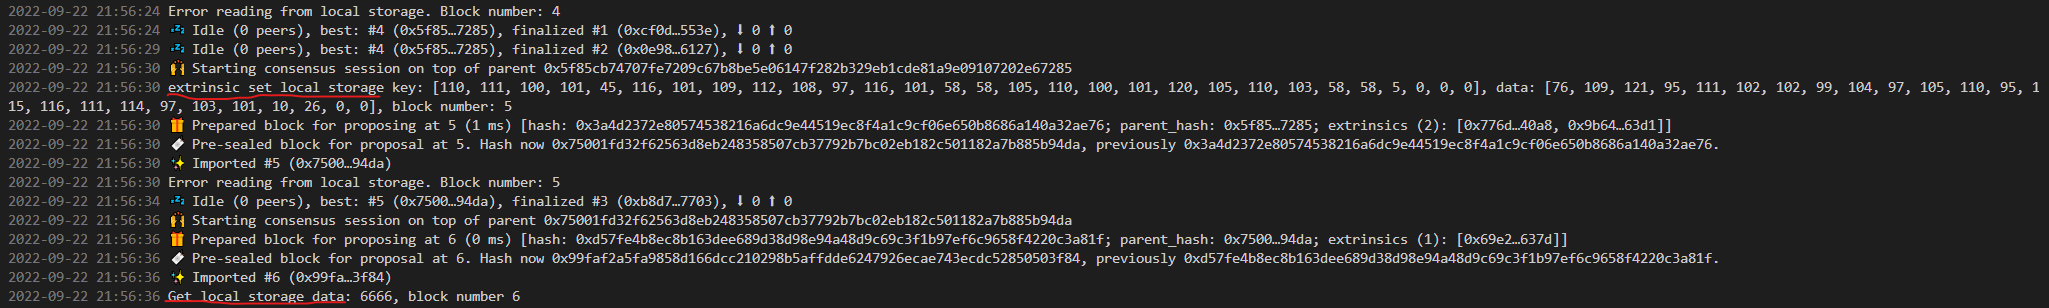 2022-09-22 21:56:24 Error reading from local storage. Block number: 4
2022-09-22 21:56:24 💤 Idle (0 peers), best: #4 (0x5f85…7285), finalized #1 (0xcf0d…553e), ⬇ 0 ⬆ 0
2022-09-22 21:56:29 💤 Idle (0 peers), best: #4 (0x5f85…7285), finalized #2 (0x0e98…6127), ⬇ 0 ⬆ 0
2022-09-22 21:56:30 🙌 Starting consensus session on top of parent 0x5f85cb74707fe7209c67b8be5e06147f282b329eb1cde81a9e09107202e67285
2022-09-22 21:56:30 extrinsic set local storage key: [110, 111, 100, 101, 45, 116, 101, 109, 112, 108, 97, 116, 101, 58, 58, 105, 110, 100, 101, 120, 105, 110, 103, 58, 58, 5, 0, 0, 0], data: [76, 109, 121, 95, 111, 102, 102, 99, 104, 97, 105, 110, 95, 1
15, 116, 111, 114, 97, 103, 101, 10, 26, 0, 0], block number: 5
2022-09-22 21:56:30 🎁 Prepared block for proposing at 5 (1 ms) [hash: 0x3a4d2372e80574538216a6dc9e44519ec8f4a1c9cf06e650b8686a140a32ae76; parent_hash: 0x5f85…7285; extrinsics (2): [0x776d…40a8, 0x9b64…63d1]]
2022-09-22 21:56:30 🔖 Pre-sealed block for proposal at 5. Hash now 0x75001fd32f62563d8eb248358507cb37792b7bc02eb182c501182a7b885b94da, previously 0x3a4d2372e80574538216a6dc9e44519ec8f4a1c9cf06e650b8686a140a32ae76.
2022-09-22 21:56:30 ✨ Imported #5 (0x7500…94da)
2022-09-22 21:56:30 Error reading from local storage. Block number: 5
2022-09-22 21:56:34 💤 Idle (0 peers), best: #5 (0x7500…94da), finalized #3 (0xb8d7…7703), ⬇ 0 ⬆ 0
2022-09-22 21:56:36 🙌 Starting consensus session on top of parent 0x75001fd32f62563d8eb248358507cb37792b7bc02eb182c501182a7b885b94da
2022-09-22 21:56:36 🎁 Prepared block for proposing at 6 (0 ms) [hash: 0xd57fe4b8ec8b163dee689d38d98e94a48d9c69c3f1b97ef6c9658f4220c3a81f; parent_hash: 0x7500…94da; extrinsics (1): [0x69e2…637d]]
2022-09-22 21:56:36 🔖 Pre-sealed block for proposal at 6. Hash now 0x99faf2a5fa9858d166dcc210298b5affdde6247926ecae743ecdc52850503f84, previously 0xd57fe4b8ec8b163dee689d38d98e94a48d9c69c3f1b97ef6c9658f4220c3a81f.
2022-09-22 21:56:36 ✨ Imported #6 (0x99fa…3f84)
2022-09-22 21:56:36 Get local storage data: 6666, block number 6